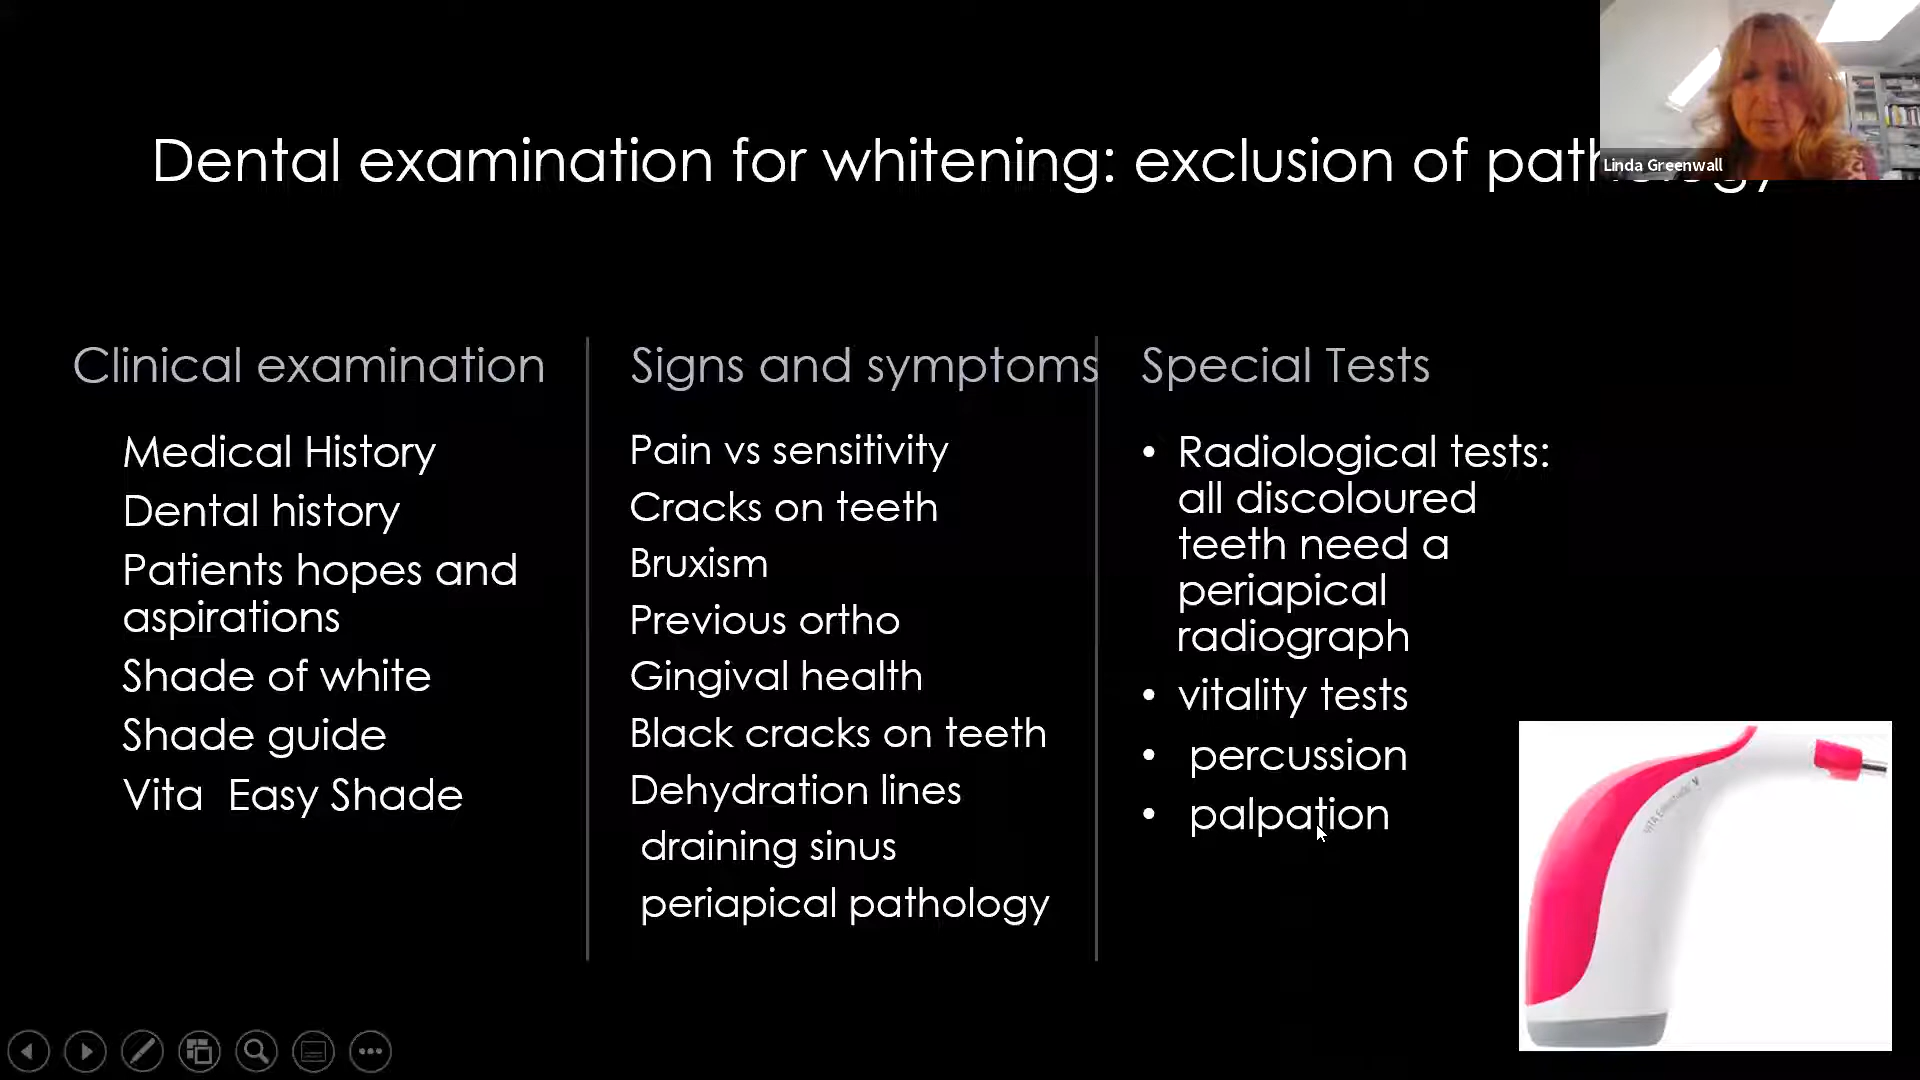 Dental examination for whitening: exclusion of pathology
Linda Greenwall
Clinical examination
Medical History
Dental history
Patients hopes and
aspirations
Shade of white
Shade guide
Vita  Easy Shade
Signs and symptoms
Pain vs sensitivity
Cracks on teeth
Bruxism
Previous ortho
Gingival health
Black cracks on teeth
Dehydration lines
draining sinus
periapical pathology
Special Tests
• Radiological tests:
all discoloured
teeth need a
periapical
radiograph
• vitality tests
• percussion
• palpation
VITA Easyshade V